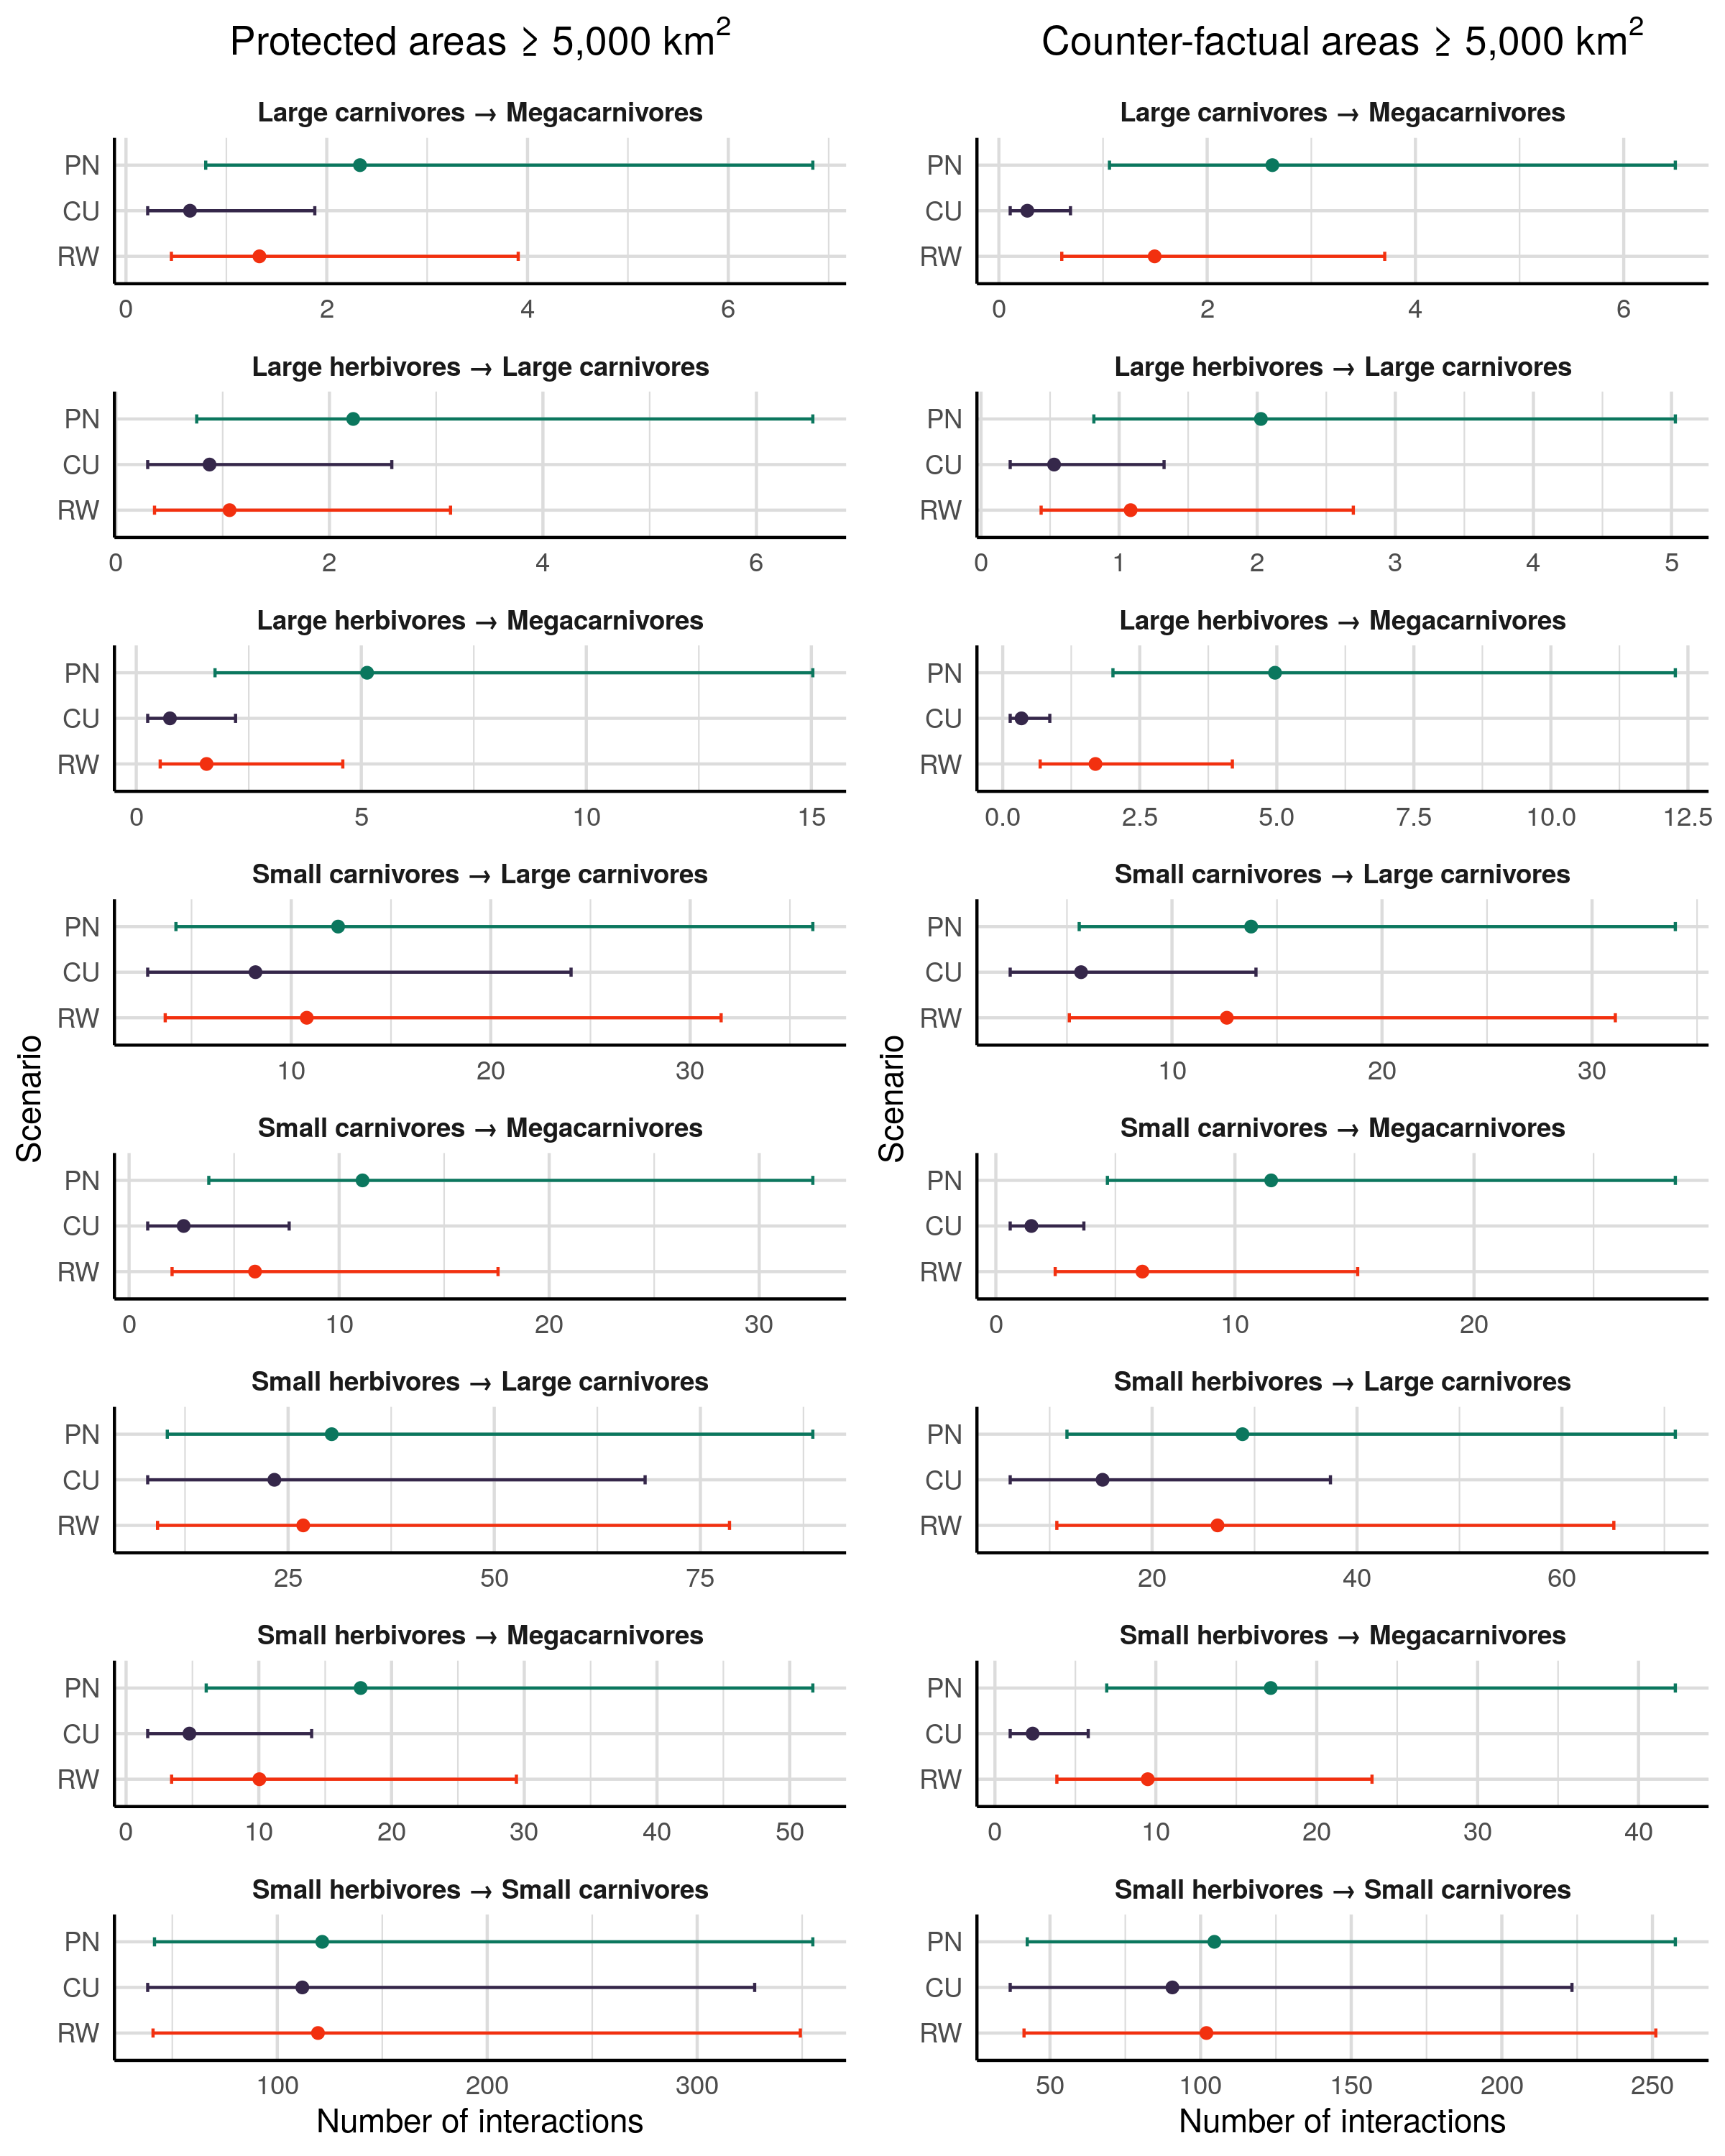 Protected areas ≥ 5,000 km²
Large carnivores → Megacarnivores
PN
CU
RW
0 2 4 6
Large herbivores → Large carnivores
PN
CU
RW
0 2 4 6
Large herbivores → Megacarnivores
PN
CU
RW
0 5 10 15
Small carnivores → Large carnivores
PN
CU
RW
10 20 30
Small carnivores → Megacarnivores
PN
CU
RW
0 10 20 30
Small herbivores → Large carnivores
PN
CU
RW
25 50 75
Small herbivores → Megacarnivores
PN
CU
RW
0 10 20 30 40 50
Small herbivores → Small carnivores
PN
CU
RW
100 200 300
Scenario
Number of interactions
Counter-factual areas ≥ 5,000 km²
Large carnivores → Megacarnivores
PN
CU
RW
0 2 4 6
Large herbivores → Large carnivores
PN
CU
RW
0 1 2 3 4 5
Large herbivores → Megacarnivores
PN
CU
RW
0.0 2.5 5.0 7.5 10.0 12.5
Small carnivores → Large carnivores
PN
CU
RW
10 20 30
Small carnivores → Megacarnivores
PN
CU
RW
0 10 20
Small herbivores → Large carnivores
PN
CU
RW
20 40 60
Small herbivores → Megacarnivores
PN
CU
RW
0 10 20 30 40
Small herbivores → Small carnivores
PN
CU
RW
50 100 150 200 250
Scenario
Number of interactions